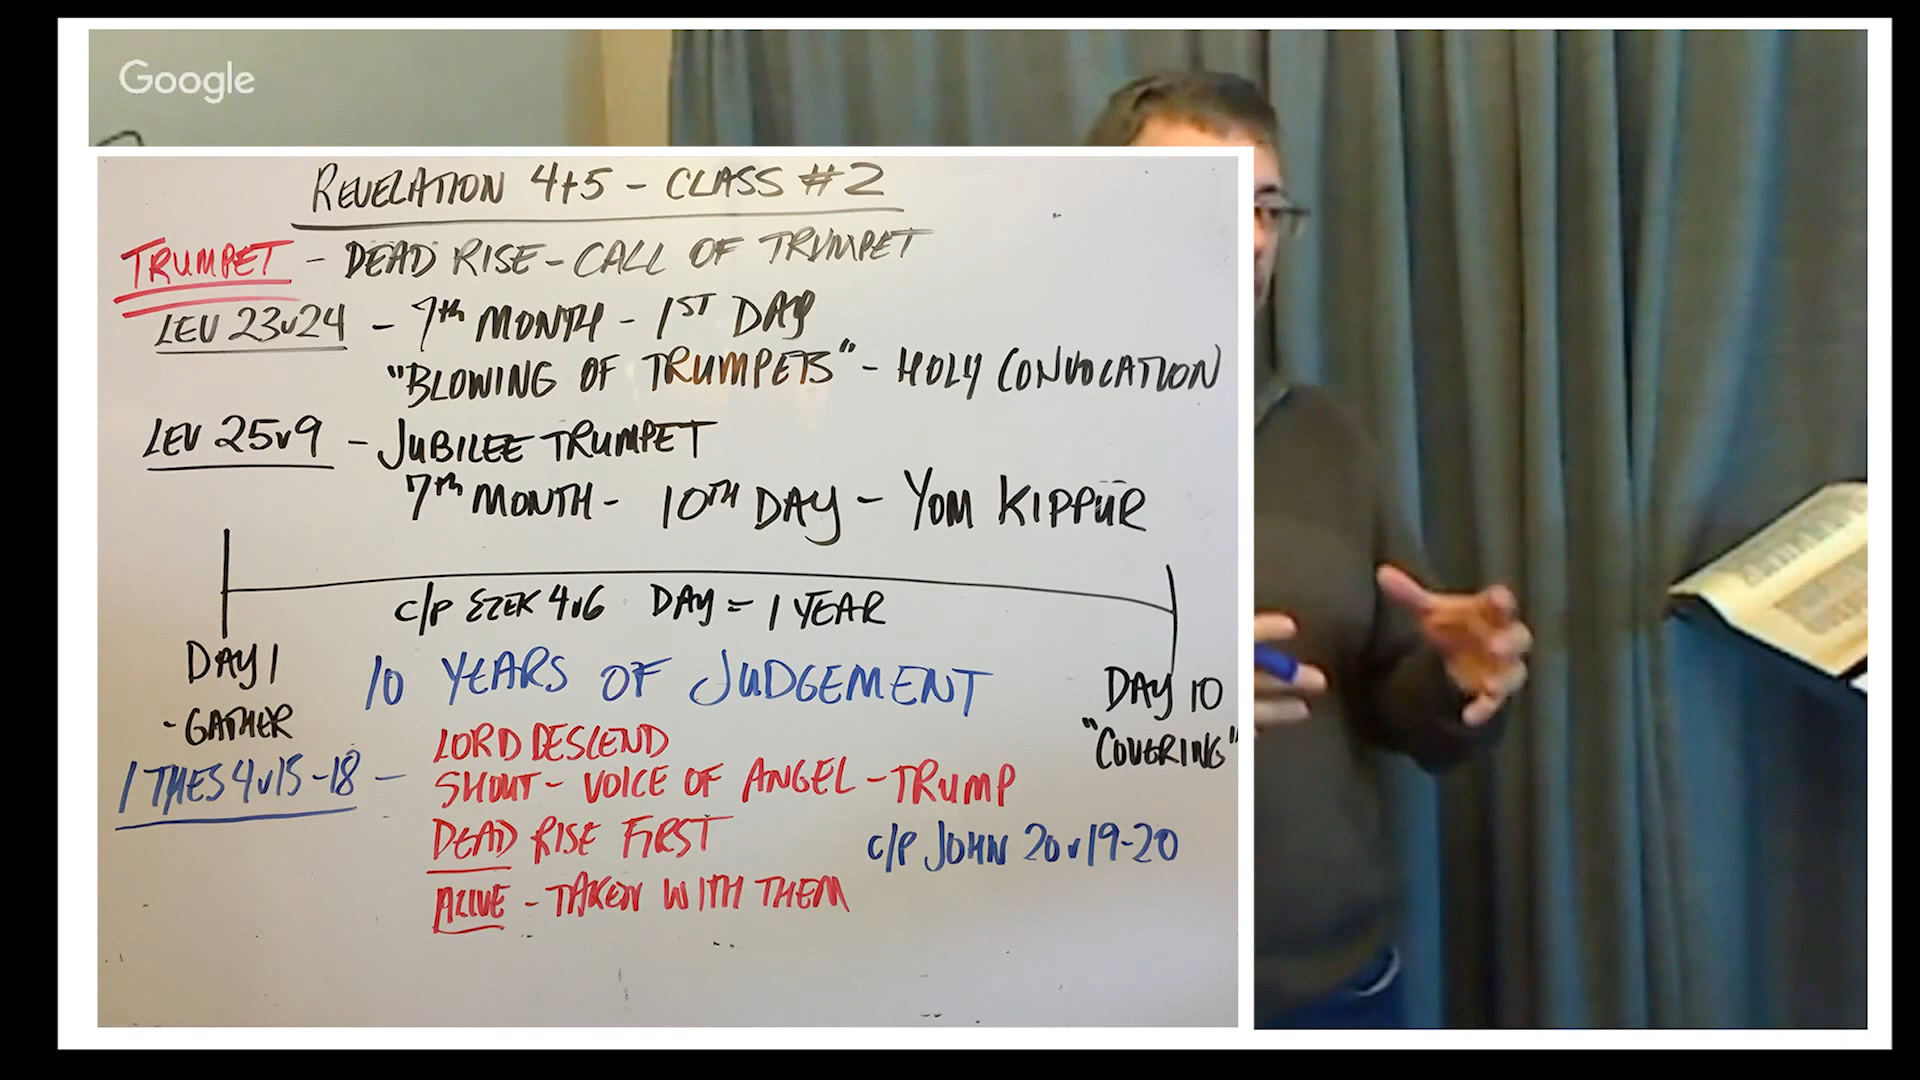 Google
REVELATION 4+5 - CLASS #2
TRUMPET - DEAD RISE - CALL OF TRUMPET
LEV 23v24 - 7th MONTH - 1ST DAY
"BLOWING OF TRUMPETS" - HOLY CONVOCATION
LEV 25v9 - JUBILEE TRUMPET
7th MONTH - 10TH DAY - YOM KIPPUR
c/p EZEK 4v6 DAY = 1 YEAR
DAY 1
- GATHER
10 YEARS OF JUDGEMENT
DAY 10
"COVERING"
1 THES 4v15-18 - LORD DESCEND
SHOUT - VOICE OF ANGEL - TRUMP
DEAD RISE FIRST
c/p JOHN 20v19-20
ALIVE - TAKEN WITH THEM